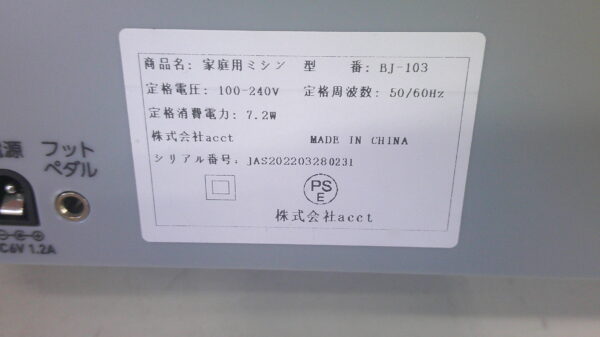 商品名: 家庭用ミシン 型 番: BJ-103
定格電圧: 100-240V 定格周波数: 50/60Hz
定格消費電力: 7.2W
株式会社acct MADE IN CHINA
シリアル番号: JAS202203280231
PS
E
株式会社acct
源 フット
ペダル
C6V 1.2A